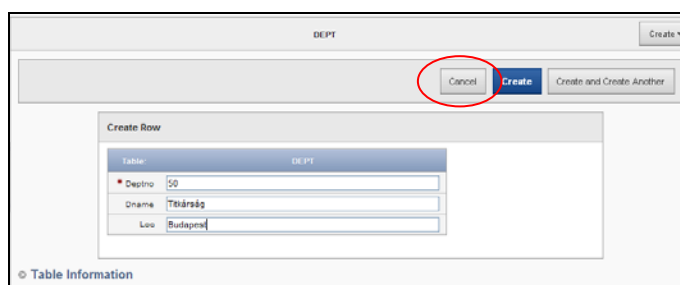 DEPT
Create
Cancel
Create
Create and Create Another
Create Row
Table:
DEPT
* Deptno 50
Dname Titkárság
Loc Budapest
Table Information